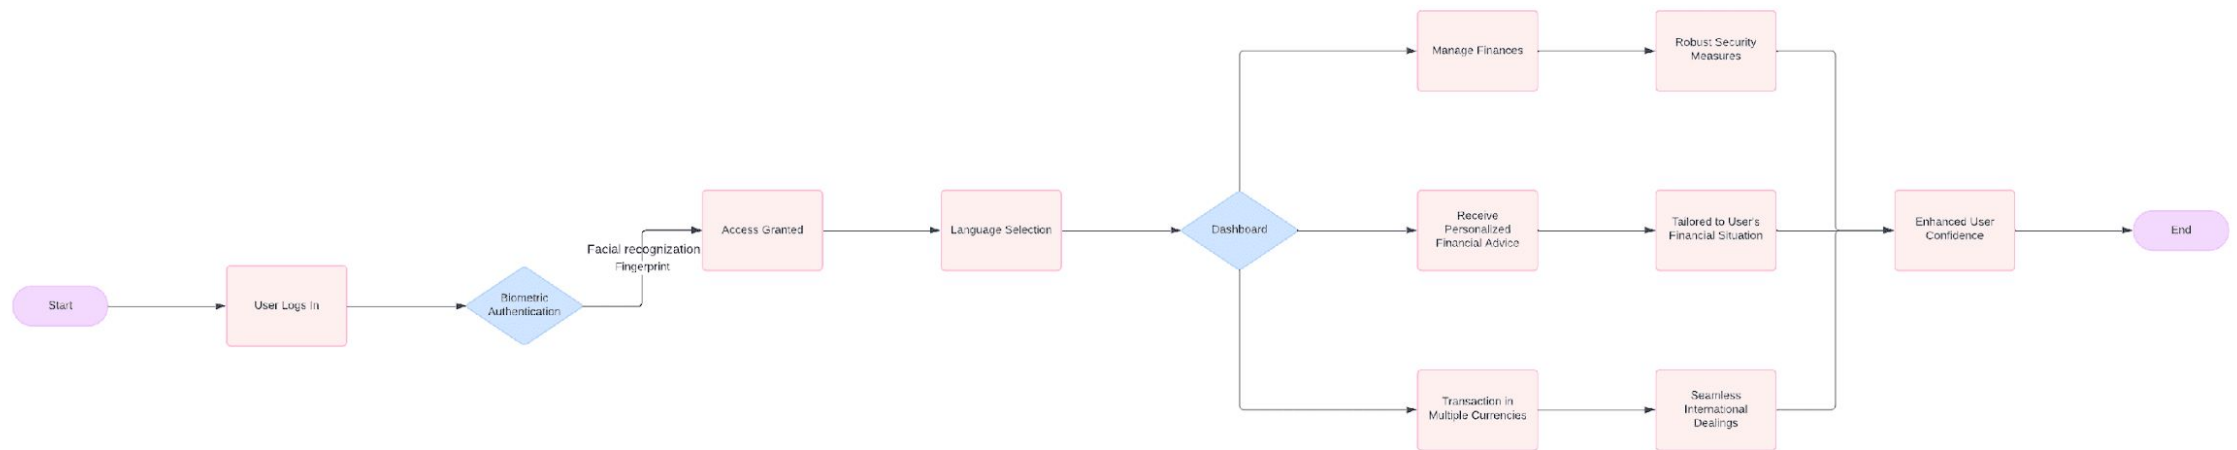 Start
User Logs In
Biometric
Authentication
Facial recognization
Fingerprint
Access Granted
Language Selection
Dashboard
Manage Finances
Robust Security
Measures
Receive
Personalized
Financial Advice
Tailored to User's
Financial Situation
Transaction in
Multiple Currencies
Seamless
International
Dealings
Enhanced User
Confidence
End